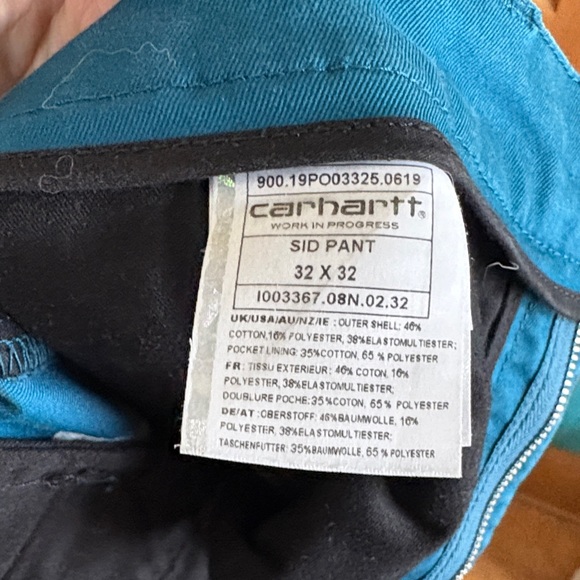 900.19PO03325.0619
carhartt®
WORK IN PROGRESS
SID PANT
32 X 32
I003367.08N.02.32
UK/USA/AU/NZ/IE : OUTER SHELL: 46%
COTTON,16% POLYESTER, 38%ELASTOMULTIESTER;
POCKET LINING: 35%COTTON, 65 % POLYESTER
FR: TISSU EXTERIEUR: 46% COTON, 16%
POLYESTER, 38%ELASTOMULTIESTER;
DOUBLURE POCHE: 35%COTON, 65% POLYESTER
DE/AT :OBERSTOFF: 46%BAUMWOLLE, 16%
POLYESTER, 38%ELASTOMULTIESTER;
TASCHENFUTTER: 35%BAUMWOLLE, 65 % POLYESTER